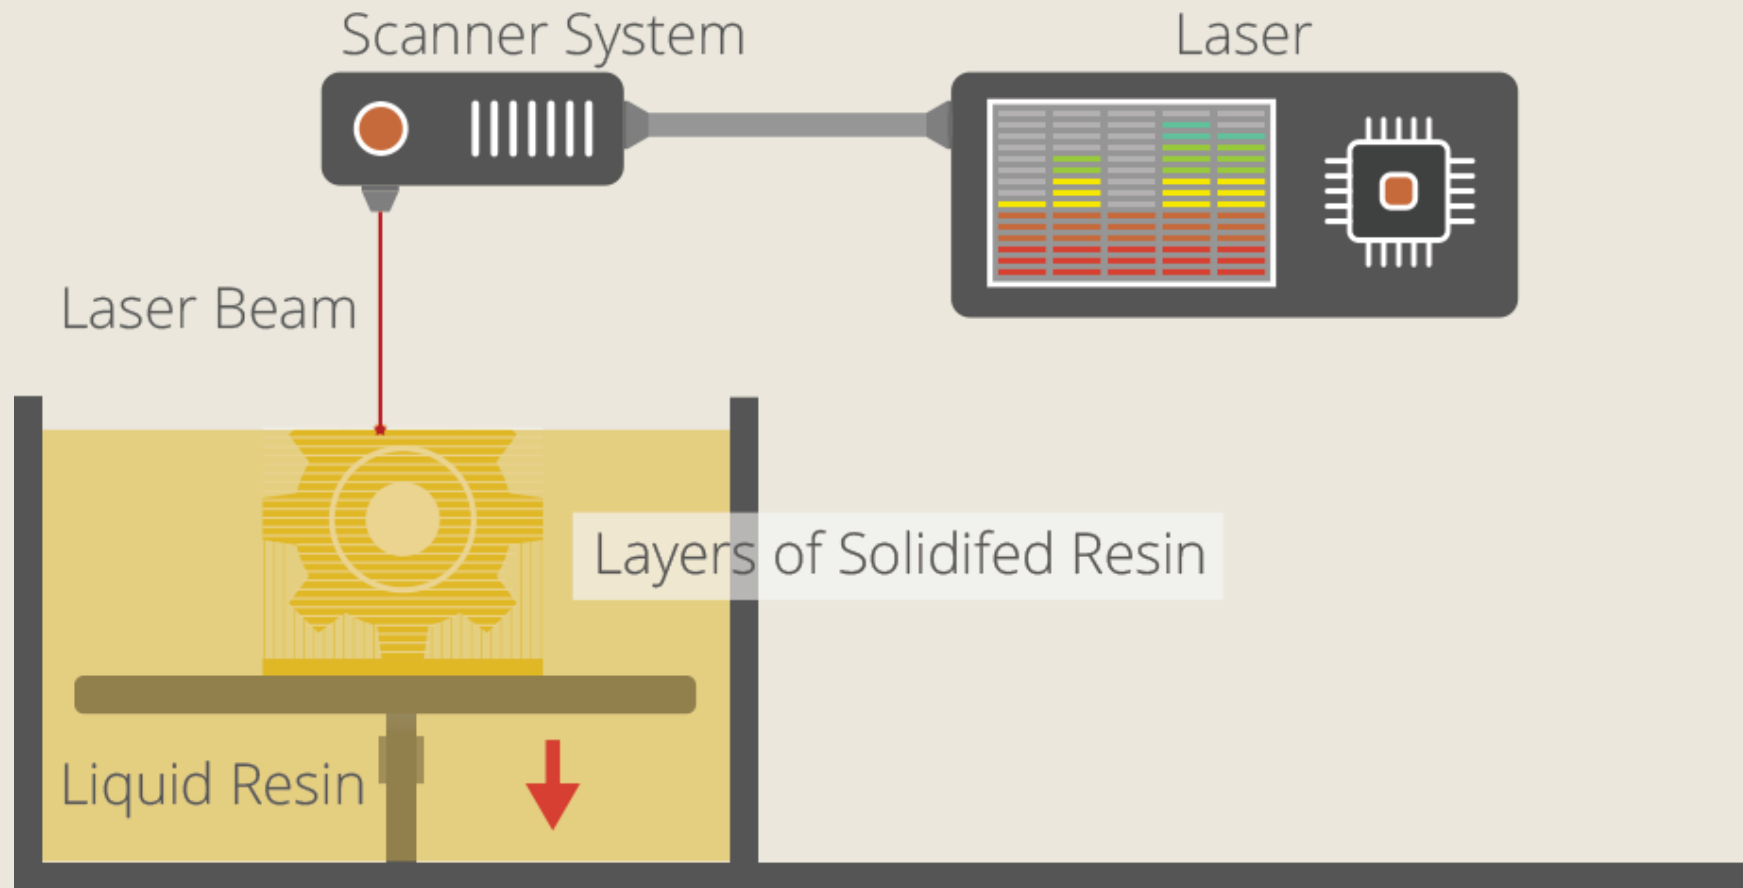 Scanner System
Laser
Laser Beam
Layers of Solidifed Resin
Liquid Resin